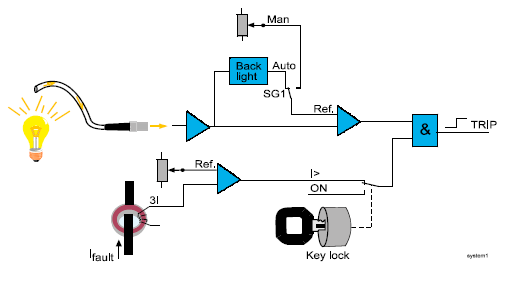 Man
Back
light
Auto
SG1
Ref.
&
TRIP
Ref.
3I
I>
ON
Ifault
Key lock
system1